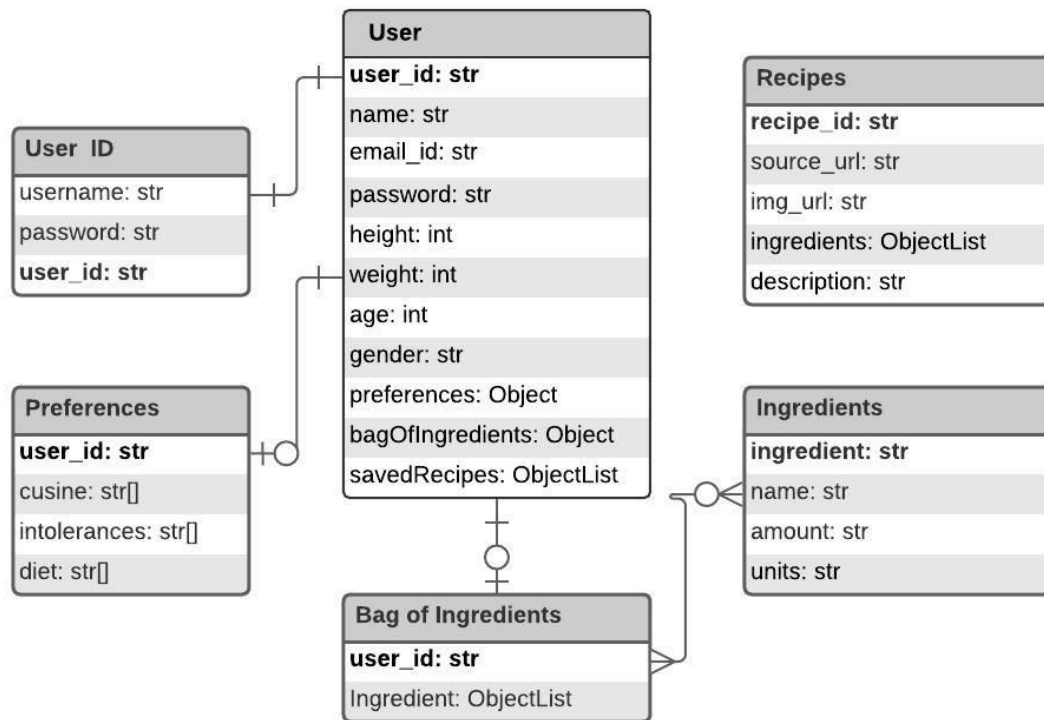 User
user_id: str
name: str
email_id: str
password: str
height: int
weight: int
age: int
gender: str
preferences: Object
bagOfIngredients: Object
savedRecipes: ObjectList
User ID
username: str
password: str
user_id: str
Preferences
user_id: str
cusine: str[]
intolerances: str[]
diet: str[]
Bag of Ingredients
user_id: str
Ingredient: ObjectList
Recipes
recipe_id: str
source_url: str
img_url: str
ingredients: ObjectList
description: str
Ingredients
ingredient: str
name: str
amount: str
units: str